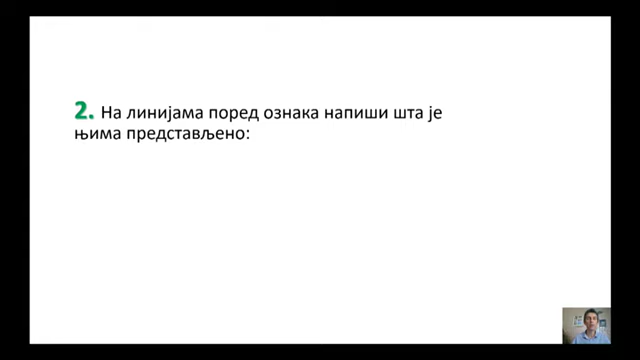 2. На линијама поред ознака напиши шта је
њима представљено: